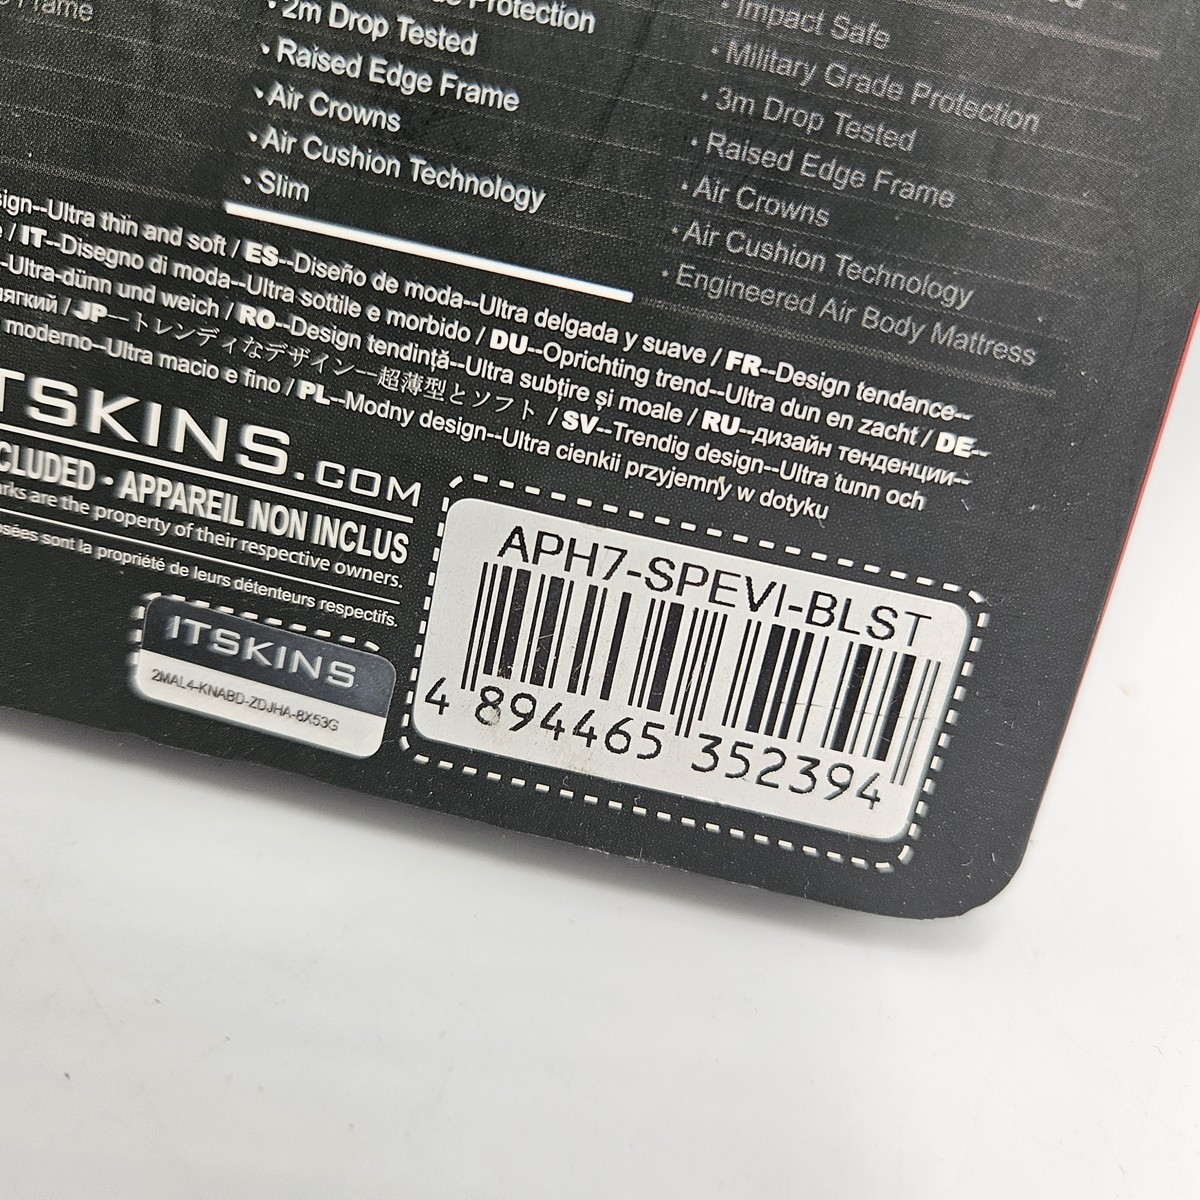 Frame
Protection
• 2m Drop Tested
• Raised Edge Frame
• Air Crowns
• Air Cushion Technology
• Slim
• Impact Safe
• Military Grade Protection
• 3m Drop Tested
• Raised Edge Frame
• Air Crowns
• Air Cushion Technology
• Engineered Air Body Mattress
sign--Ultra thin and soft / ES--Diseño de moda--Ultra delgada y suave / FR--Design tendance--
/ IT--Disegno di moda--Ultra sottile e morbido / DU--Oprichting trend--Ultra dun en zacht / DE--
--Ultra-dünn und weich / RO--Design tendință--Ultra subțire și moale / RU--дизайн тенденции--
мягкий / JP--トレンディなデザイン--超薄型とソフト / SV--Trendig design--Ultra tunn och
moderno--Ultra macio e fino / PL--Modny design--Ultra cienkii przyjemny w dotyku
ITSKINS.COM
CLUDED • APPAREIL NON INCLUS
arks are the property of their respective owners.
osées sont la propriété de leurs détenteurs respectifs.
ITSKINS
2MAL4-KNABD-ZDJHA-8X53G
APH7-SPEVI-BLST
4 894465 352394